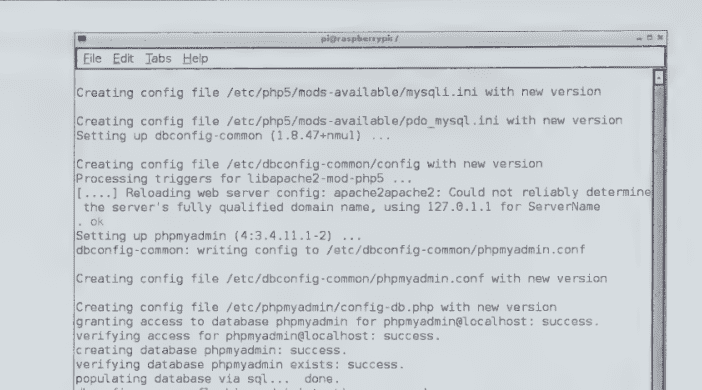 pi@raspberrypi: /
File Edit Tabs Help
Creating config file /etc/php5/mods-available/mysqli.ini with new version
Creating config file /etc/php5/mods-available/pdo_mysql.ini with new version
Setting up dbconfig-common (1.8.47+nmu1) ...
Creating config file /etc/dbconfig-common/config with new version
Processing triggers for libapache2-mod-php5 ...
[....] Reloading web server config: apache2apache2: Could not reliably determine
the server's fully qualified domain name, using 127.0.1.1 for ServerName
. ok
Setting up phpmyadmin (4:3.4.11.1-2) ...
dbconfig-common: writing config to /etc/dbconfig-common/phpmyadmin.conf
Creating config file /etc/dbconfig-common/phpmyadmin.conf with new version
Creating config file /etc/phpmyadmin/config-db.php with new version
granting access to database phpmyadmin for phpmyadmin@localhost: success.
verifying access for phpmyadmin@localhost: success.
creating database phpmyadmin: success.
verifying database phpmyadmin exists: success.
populating database via sql... done.